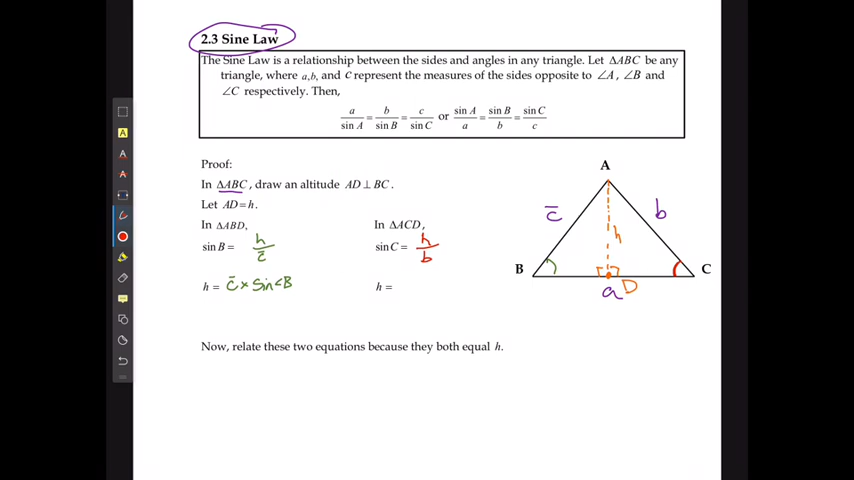 2.3 Sine Law
The Sine Law is a relationship between the sides and angles in any triangle. Let ΔABC be any
triangle, where a,b, and c represent the measures of the sides opposite to ∠A, ∠B and
∠C respectively. Then,
a/sin A = b/sin B = c/sin C or sin A/a = sin B/b = sin C/c
Proof:
In ΔABC, draw an altitude AD ⊥ BC.
Let AD = h.
In ΔABD,
sin B = h/c̄
h = c̄ × sin∠B
In ΔACD,
sin C = h/b
h =
Now, relate these two equations because they both equal h.
A
c̄
b
h
B
C
a
D
A
A
A